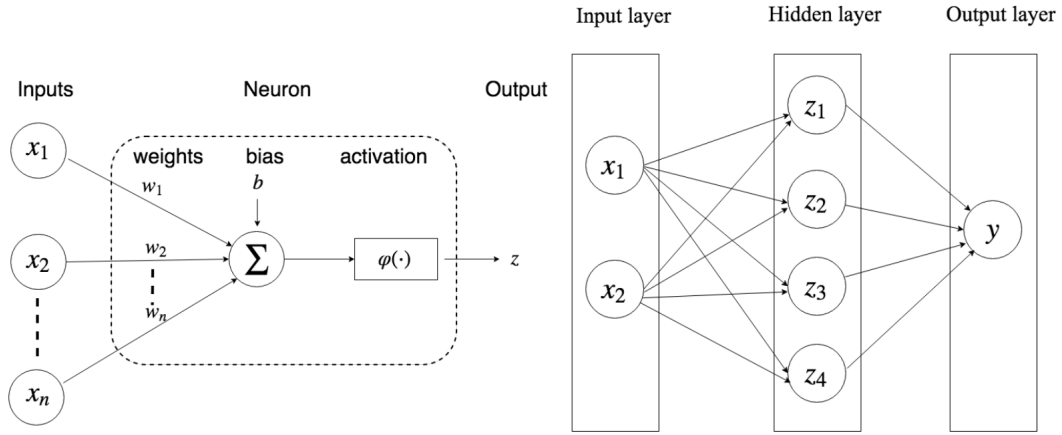 Inputs
Neuron
Output
weights
bias
activation
x1
w1
b
x2
w2
Σ
φ(·)
z
wn
xn
Input layer
Hidden layer
Output layer
x1
x2
z1
z2
z3
z4
y